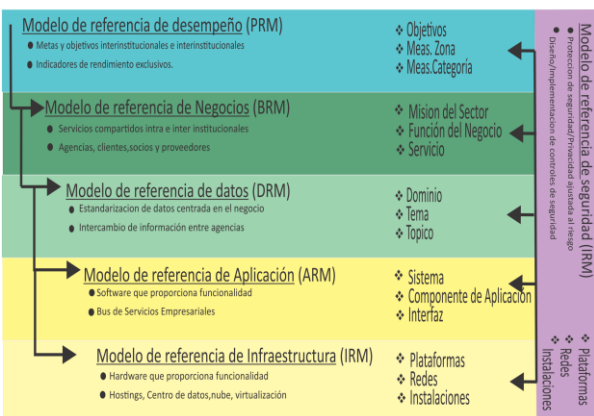 Modelo de referencia de desempeño (PRM)
● Metas y objetivos interinstitucionales e interinstitucionales
● Indicadores de rendimiento exclusivos.
❖ Objetivos
❖ Meas. Zona
❖ Meas.Categoría
Modelo de referencia de Negocios (BRM)
● Servicios compartidos intra e inter institucionales
● Agencias, clientes,socios y proveedores
❖ Mision del Sector
❖ Función del Negocio
❖ Servicio
Modelo de referencia de datos (DRM)
● Estandarizacion de datos centrada en el negocio
● Intercambio de información entre agencias
❖ Dominio
❖ Tema
❖ Topico
Modelo de referencia de Aplicación (ARM)
● Software que proporciona funcionalidad
● Bus de Servicios Empresariales
❖ Sistema
❖ Componente de Aplicación
❖ Interfaz
Modelo de referencia de Infraestructura (IRM)
● Hardware que proporciona funcionalidad
● Hostings, Centro de datos,nube, virtualización
❖ Plataformas
❖ Redes
❖ Instalaciones
Modelo de referencia de seguridad (IRM)
● Proteccion de seguridad/Privacidad ajustada al riesgo
● Diseño/Implementacion de controles de seguridad
❖ Plataformas
❖ Redes
❖ Instalaciones